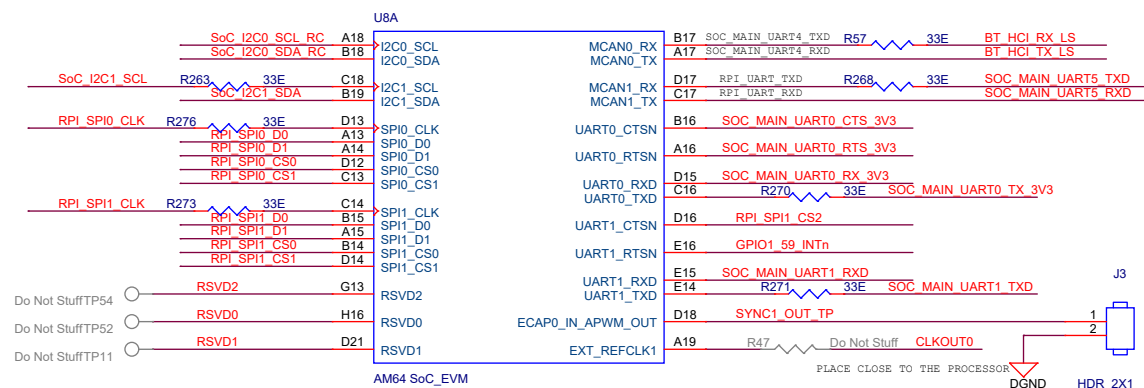 U8A
SoC_I2C0_SCL_RC A18 I2C0_SCL MCAN0_RX B17 SOC_MAIN_UART4_TXD R57 33E BT_HCI_RX_LS
SoC_I2C0_SDA_RC B18 I2C0_SDA MCAN0_TX A17 SOC_MAIN_UART4_RXD BT_HCI_TX_LS
SoC_I2C1_SCL R263 33E C18 I2C1_SCL MCAN1_RX D17 RPI_UART_TXD R268 33E SOC_MAIN_UART5_TXD
SoC_I2C1_SDA B19 I2C1_SDA MCAN1_TX C17 RPI_UART_RXD SOC_MAIN_UART5_RXD
RPI_SPI0_CLK R276 33E D13 SPI0_CLK UART0_CTSN B16 SOC_MAIN_UART0_CTS_3V3
RPI_SPI0_D0 A13 SPI0_D0
RPI_SPI0_D1 A14 SPI0_D1 UART0_RTSN A16 SOC_MAIN_UART0_RTS_3V3
RPI_SPI0_CS0 D12 SPI0_CS0
RPI_SPI0_CS1 C13 SPI0_CS1 UART0_RXD D15 SOC_MAIN_UART0_RX_3V3
UART0_TXD C16 R270 33E SOC_MAIN_UART0_TX_3V3
RPI_SPI1_CLK R273 33E C14 SPI1_CLK
RPI_SPI1_D0 B15 SPI1_D0 UART1_CTSN D16 RPI_SPI1_CS2
RPI_SPI1_D1 A15 SPI1_D1
RPI_SPI1_CS0 B14 SPI1_CS0 UART1_RTSN E16 GPIO1_59_INTn
RPI_SPI1_CS1 D14 SPI1_CS1
UART1_RXD E15 SOC_MAIN_UART1_RXD
J3
Do Not StuffTP54 RSVD2 G13 RSVD2 UART1_TXD E14 R271 33E SOC_MAIN_UART1_TXD
Do Not StuffTP52 RSVD0 H16 RSVD0 ECAP0_IN_APWM_OUT D18 SYNC1_OUT_TP 1
2
Do Not StuffTP11 RSVD1 D21 RSVD1 EXT_REFCLK1 A19 R47 Do Not Stuff CLKOUT0
PLACE CLOSE TO THE PROCESSOR
AM64 SoC_EVM DGND HDR 2X1